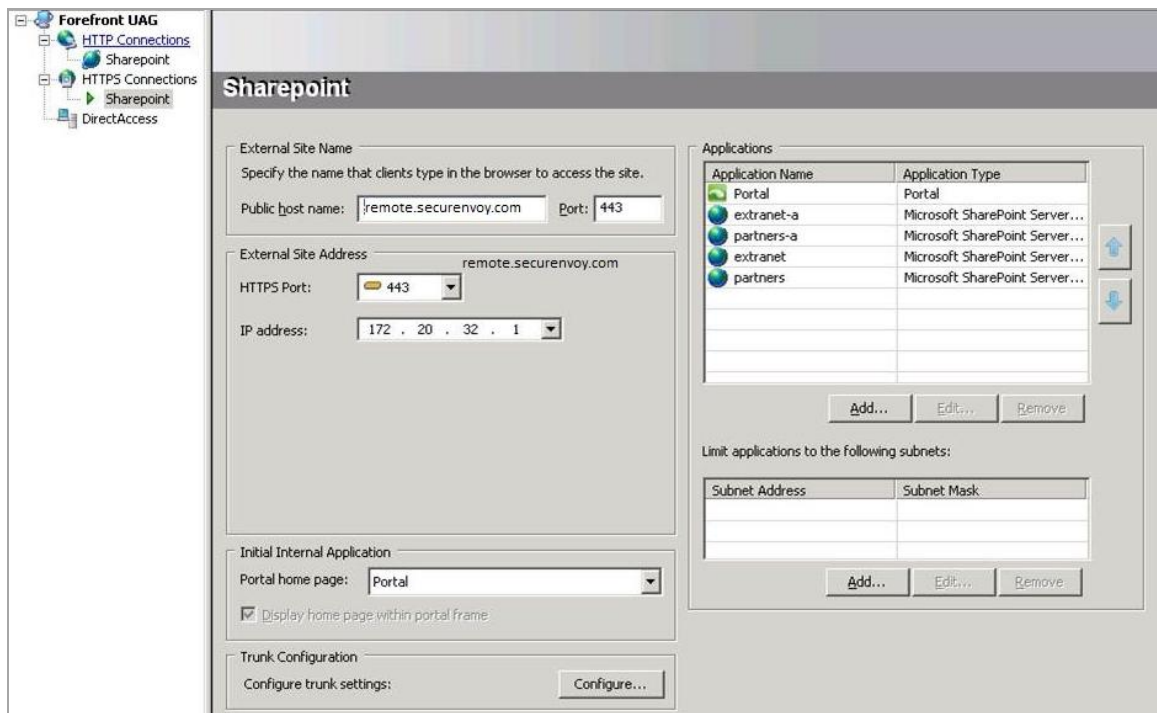 Forefront UAG
HTTP Connections
Sharepoint
HTTPS Connections
Sharepoint
DirectAccess
Sharepoint
External Site Name
Specify the name that clients type in the browser to access the site.
Public host name: remote.securenvoy.com Port: 443
External Site Address
remote.securenvoy.com
HTTPS Port: 443
IP address: 172 . 20 . 32 . 1
Initial Internal Application
Portal home page: Portal
Display home page within portal frame
Trunk Configuration
Configure trunk settings: Configure...
Applications
Application Name Application Type
Portal Portal
extranet-a Microsoft SharePoint Server...
partners-a Microsoft SharePoint Server...
extranet Microsoft SharePoint Server...
partners Microsoft SharePoint Server...
Add... Edit... Remove
Limit applications to the following subnets:
Subnet Address Subnet Mask
Add... Edit... Remove